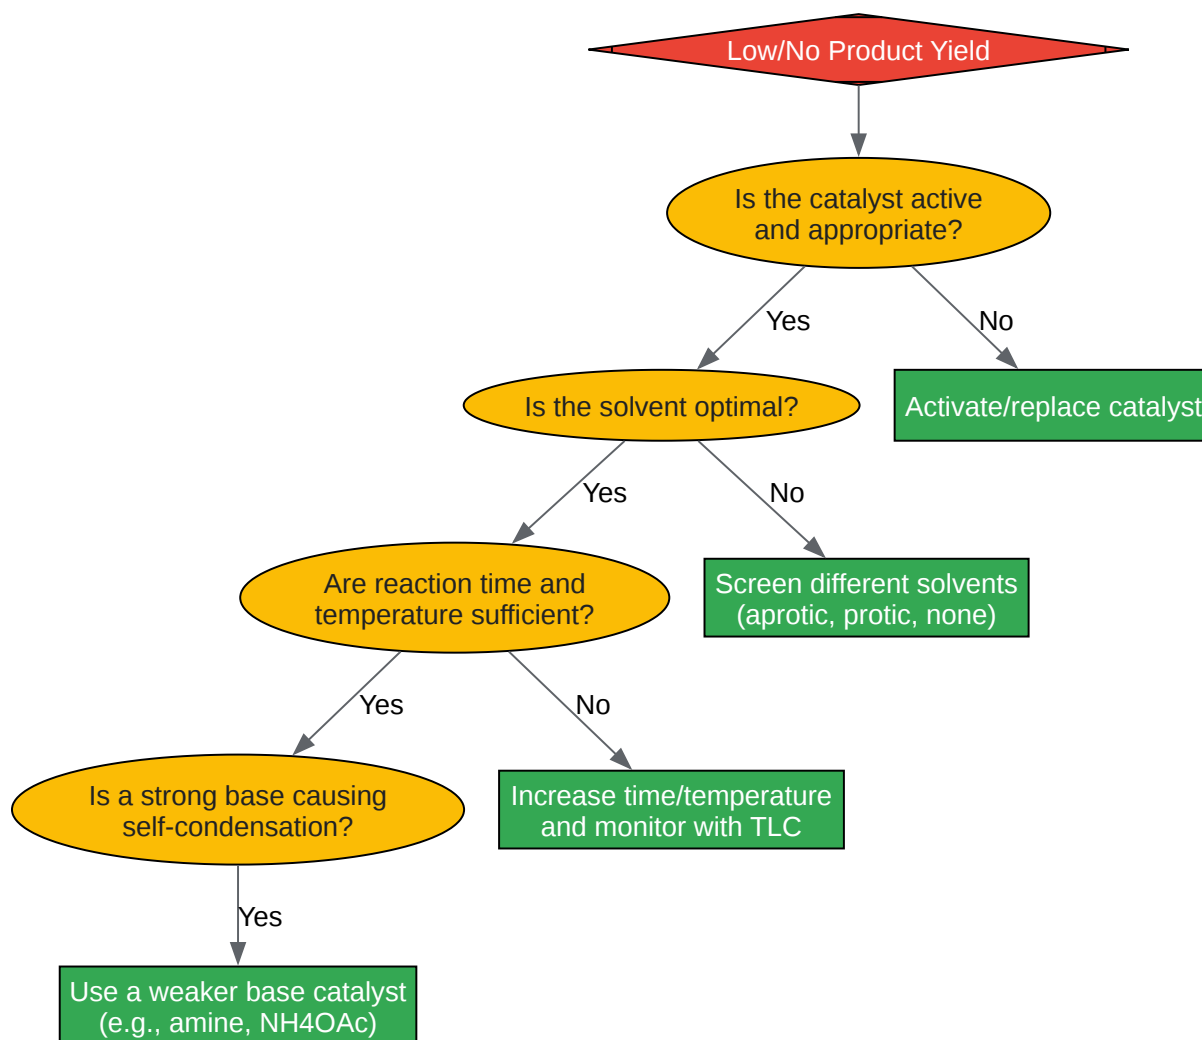 Low/No Product Yield
Is the catalyst active
and appropriate?
Yes
No
Is the solvent optimal?
Activate/replace catalyst
Yes
No
Are reaction time and
temperature sufficient?
Screen different solvents
(aprotic, protic, none)
Yes
No
Is a strong base causing
self-condensation?
Increase time/temperature
and monitor with TLC
Yes
Use a weaker base catalyst
(e.g., amine, NH4OAc)